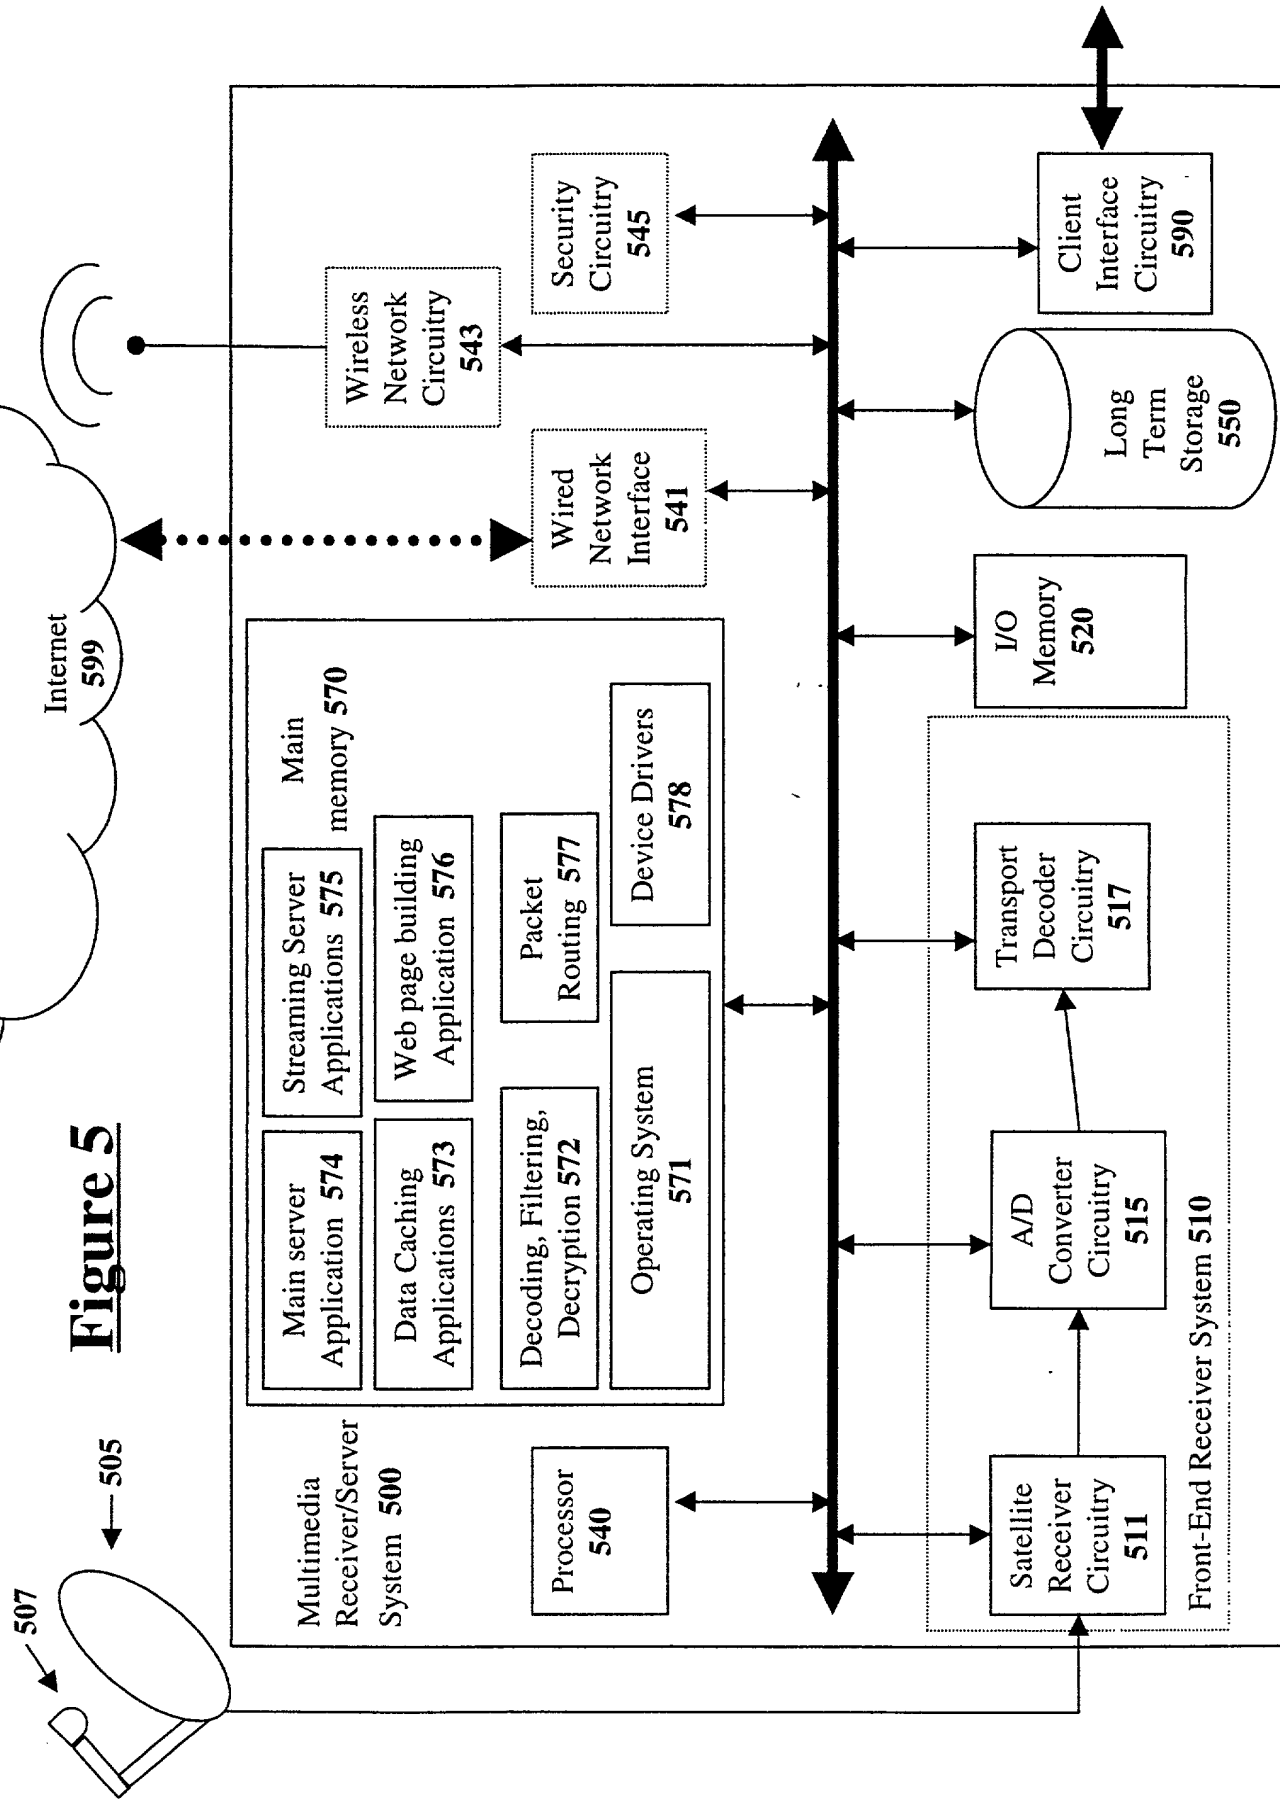 Figure 5
507
505
Internet
599
Multimedia
Receiver/Server
System 500
Main server
Application 574
Streaming Server
Applications 575
Main
memory 570
Data Caching
Applications 573
Web page building
Application 576
Decoding, Filtering,
Decryption 572
Packet
Routing 577
Operating System
571
Device Drivers
578
Processor
540
Wired
Network
Interface
541
Wireless
Network
Circuitry
543
Security
Circuitry
545
Satellite
Receiver
Circuitry
511
A/D
Converter
Circuitry
515
Transport
Decoder
Circuitry
517
Front-End Receiver System 510
I/O
Memory
520
Long
Term
Storage
550
Client
Interface
Circuitry
590